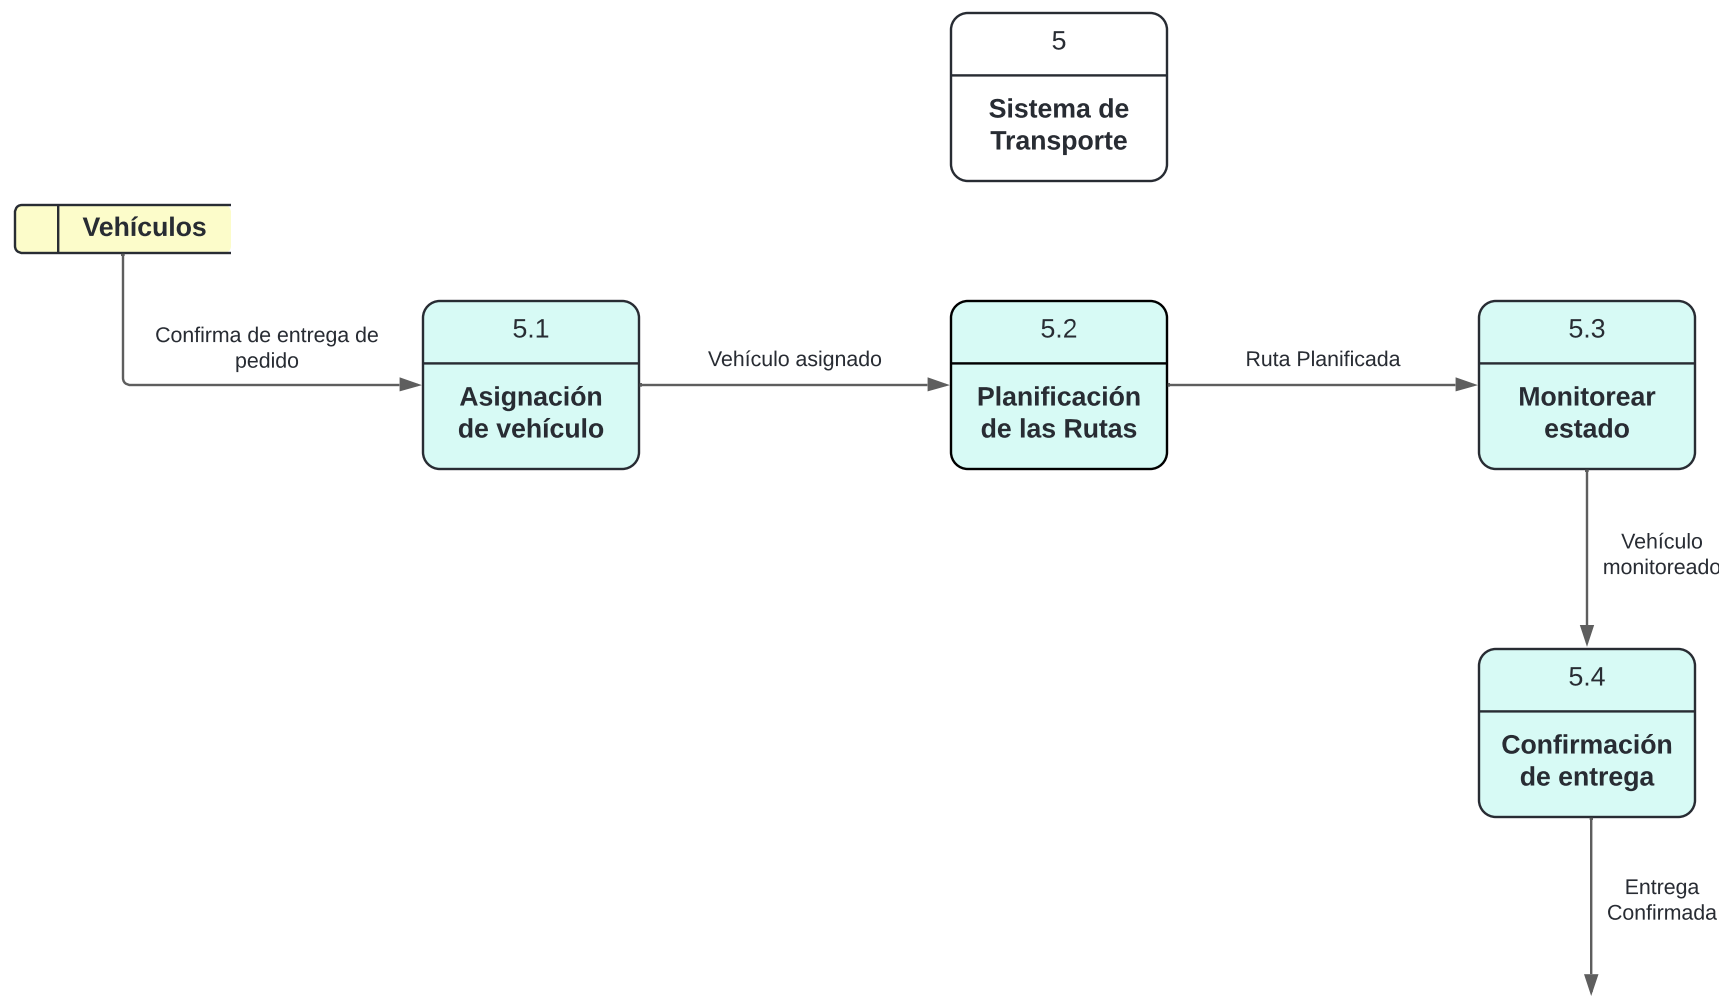 5
Sistema de
Transporte
Vehículos
Confirma de entrega de
pedido
5.1
Asignación
de vehículo
Vehículo asignado
5.2
Planificación
de las Rutas
Ruta Planificada
5.3
Monitorear
estado
Vehículo
monitoreado
5.4
Confirmación
de entrega
Entrega
Confirmada